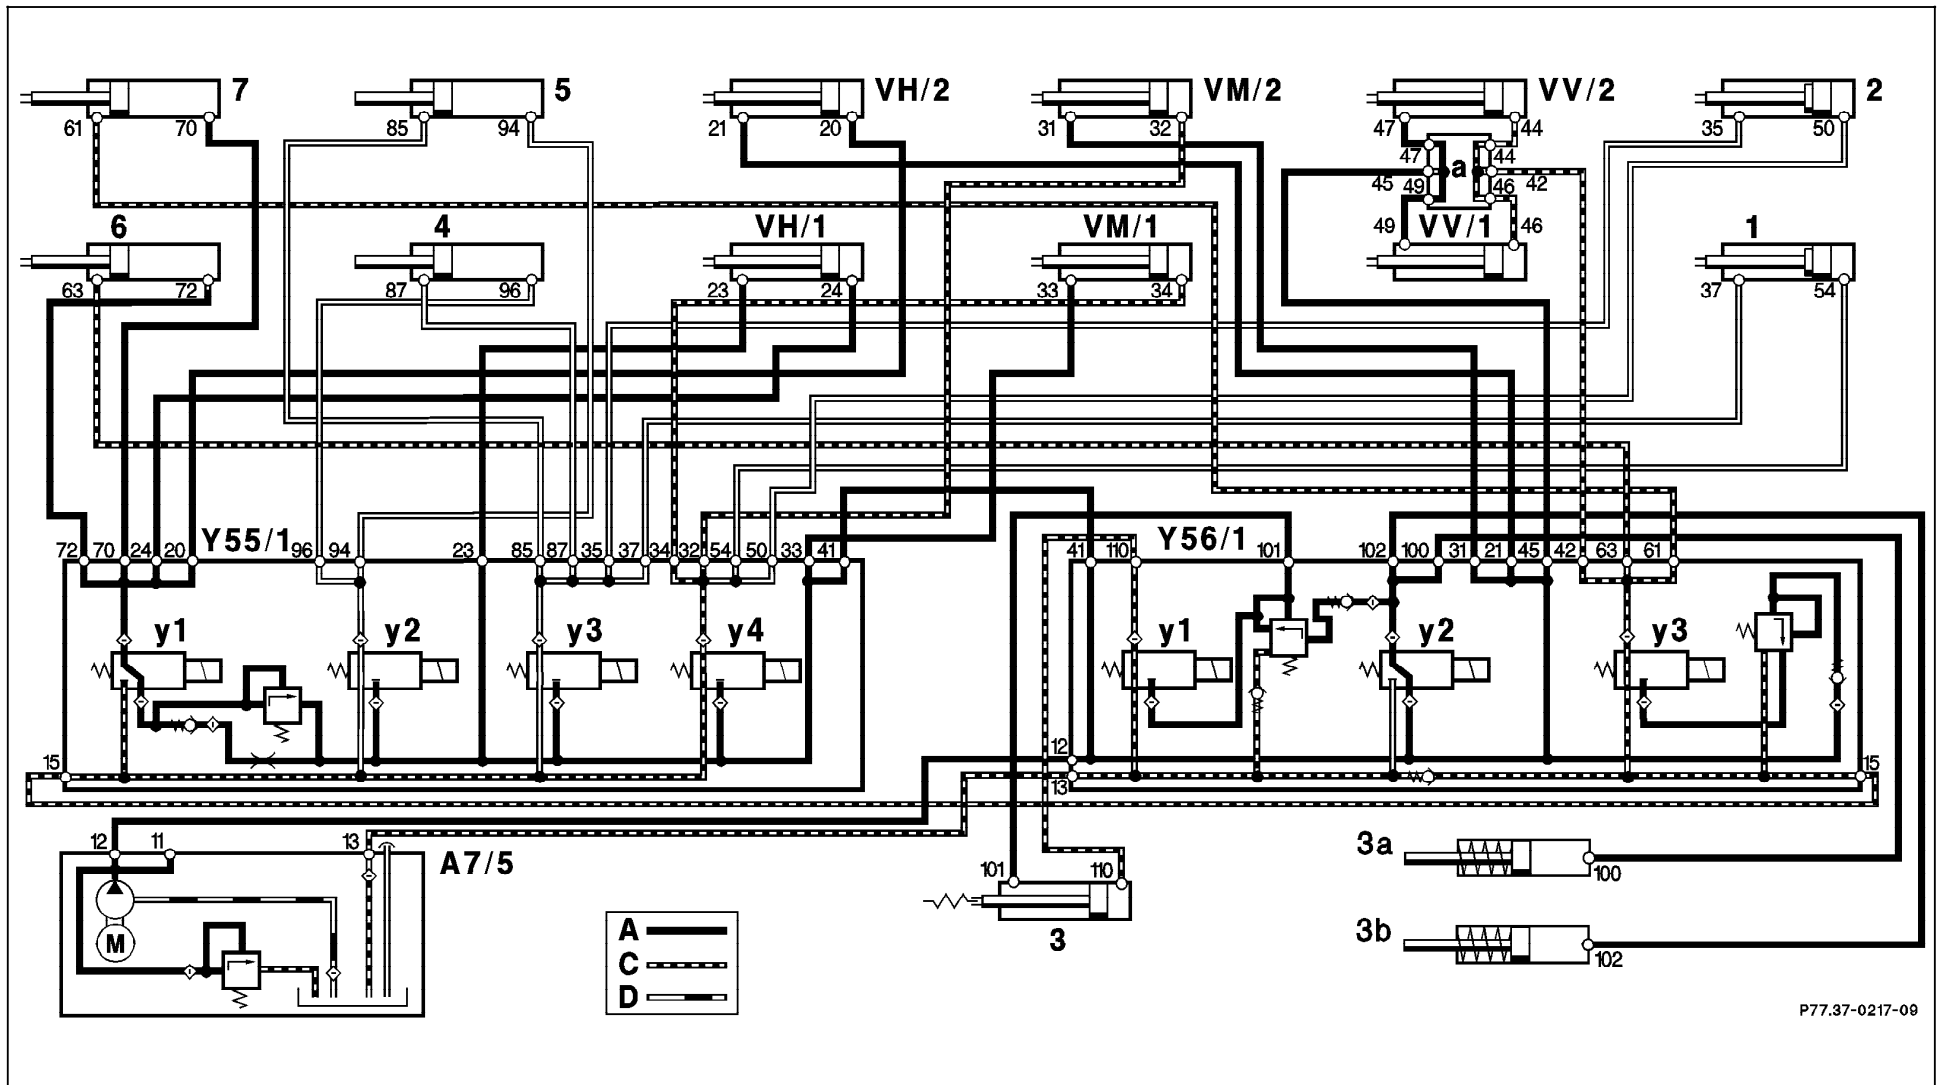 7 5 VH/2 VM/2 VV/2 2
61 70 85 94 21 20 31 32 47 44 35 50
47 44
a
45 49 46 42
6 4 VH/1 VM/1 49 VV/1 46 1
63 72 87 96 23 24 33 34 37 54
72 70 24 20 Y55/1 96 94 23 85 87 35 37 34 32 54 50 33 41
41 110 Y56/1 101 102 100 31 21 45 42 63 61
y1 y2 y3 y4 y1 y2 y3
15 12 13 15
12 11 13 A7/5
M
A
C
D
101 110
3
3a
100
3b
102
P77.37-0217-09